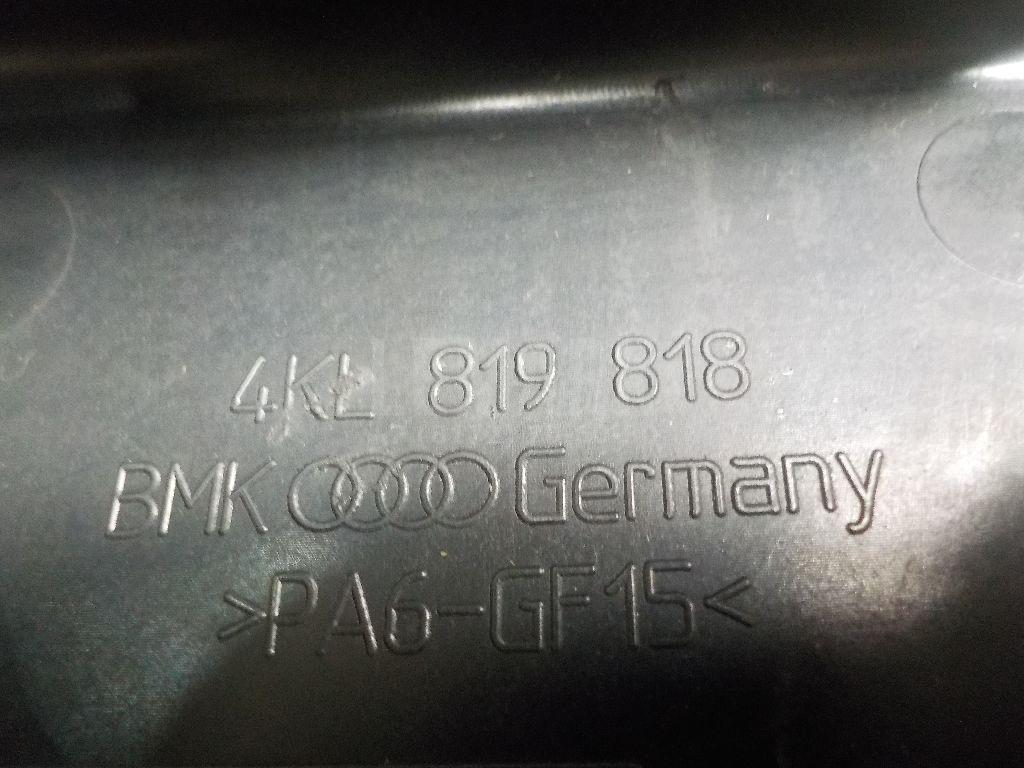 4KL 819 818
BMK Germany
>PA6-GF15<